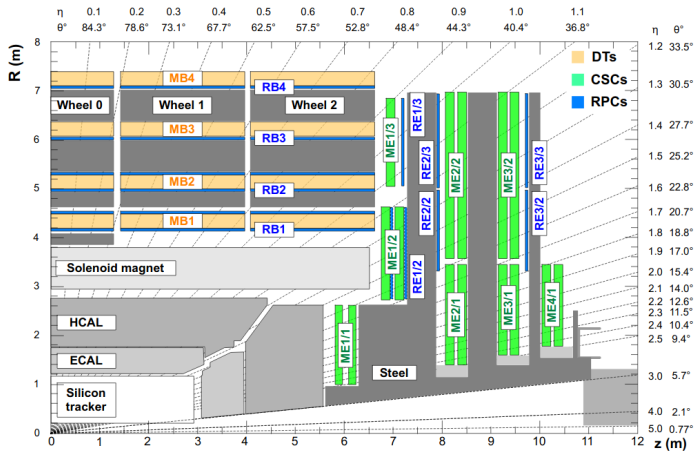 η 0.1 0.2 0.3 0.4 0.5 0.6 0.7 0.8 0.9 1.0 1.1
θ° 84.3° 78.6° 73.1° 67.7° 62.5° 57.5° 52.8° 48.4° 44.3° 40.4° 36.8° η θ°
R (m)
8 7 6 5 4 3 2 1 0
1.2 33.5°
1.3 30.5°
1.4 27.7°
1.5 25.2°
1.6 22.8°
1.7 20.7°
1.8 18.8°
1.9 17.0°
2.0 15.4°
2.1 14.0°
2.2 12.6°
2.3 11.5°
2.4 10.4°
2.5 9.4°
3.0 5.7°
4.0 2.1°
5.0 0.77°
DTs
CSCs
RPCs
MB4
RB4
Wheel 0 Wheel 1 Wheel 2
MB3
RB3
MB2
RB2
MB1
RB1
ME1/3
RE1/3
RE2/3
ME2/2
ME3/2
RE3/3
ME1/2
RE1/2
RE2/2
RE3/2
Solenoid magnet
HCAL
ECAL
Silicon
tracker
ME1/1
ME2/1
ME3/1
ME4/1
Steel
0 1 2 3 4 5 6 7 8 9 10 11 12
z (m)